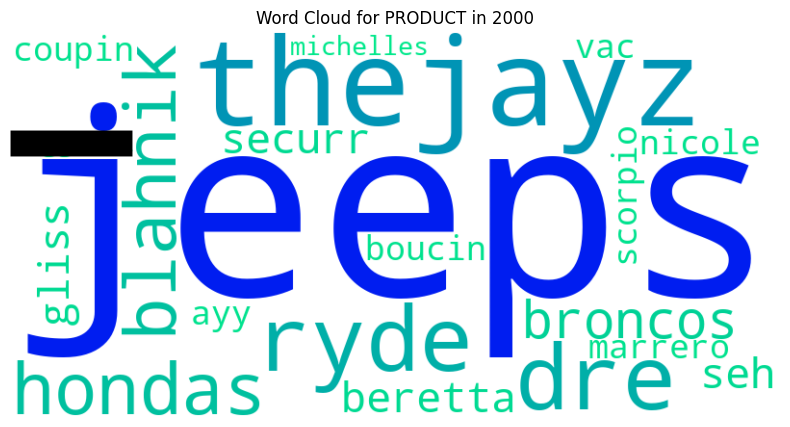 Word Cloud for PRODUCT in 2000
coupin
michelles
vac
thejayz
blahnik
securr
nicole
jeeps
scorpio
gliss
boucin
ayy
ryde
broncos
marrero
hondas
beretta
dre
seh